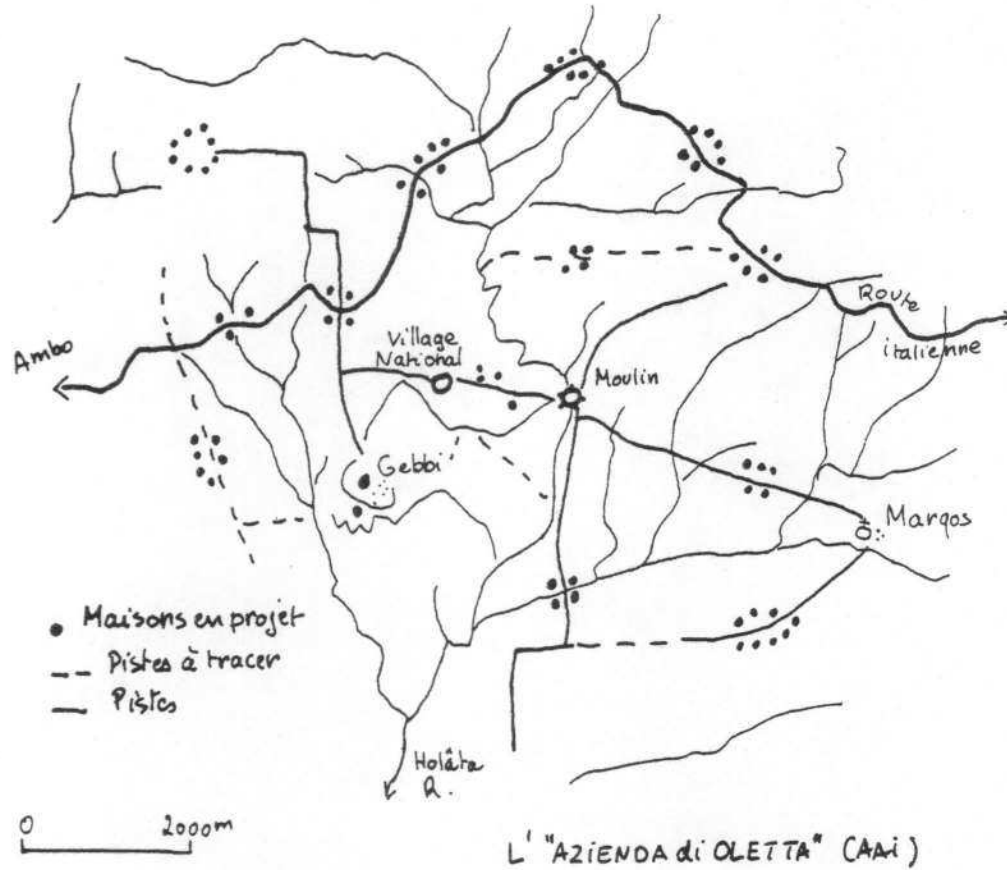 Route
italienne
Ambo
Village
National
Moulin
Gebbi
Marqos
Maisons en projet
Pistes à tracer
Pistes
Holâta
R.
0 2000m
L' "AZIENDA di OLETTA" (AAi)